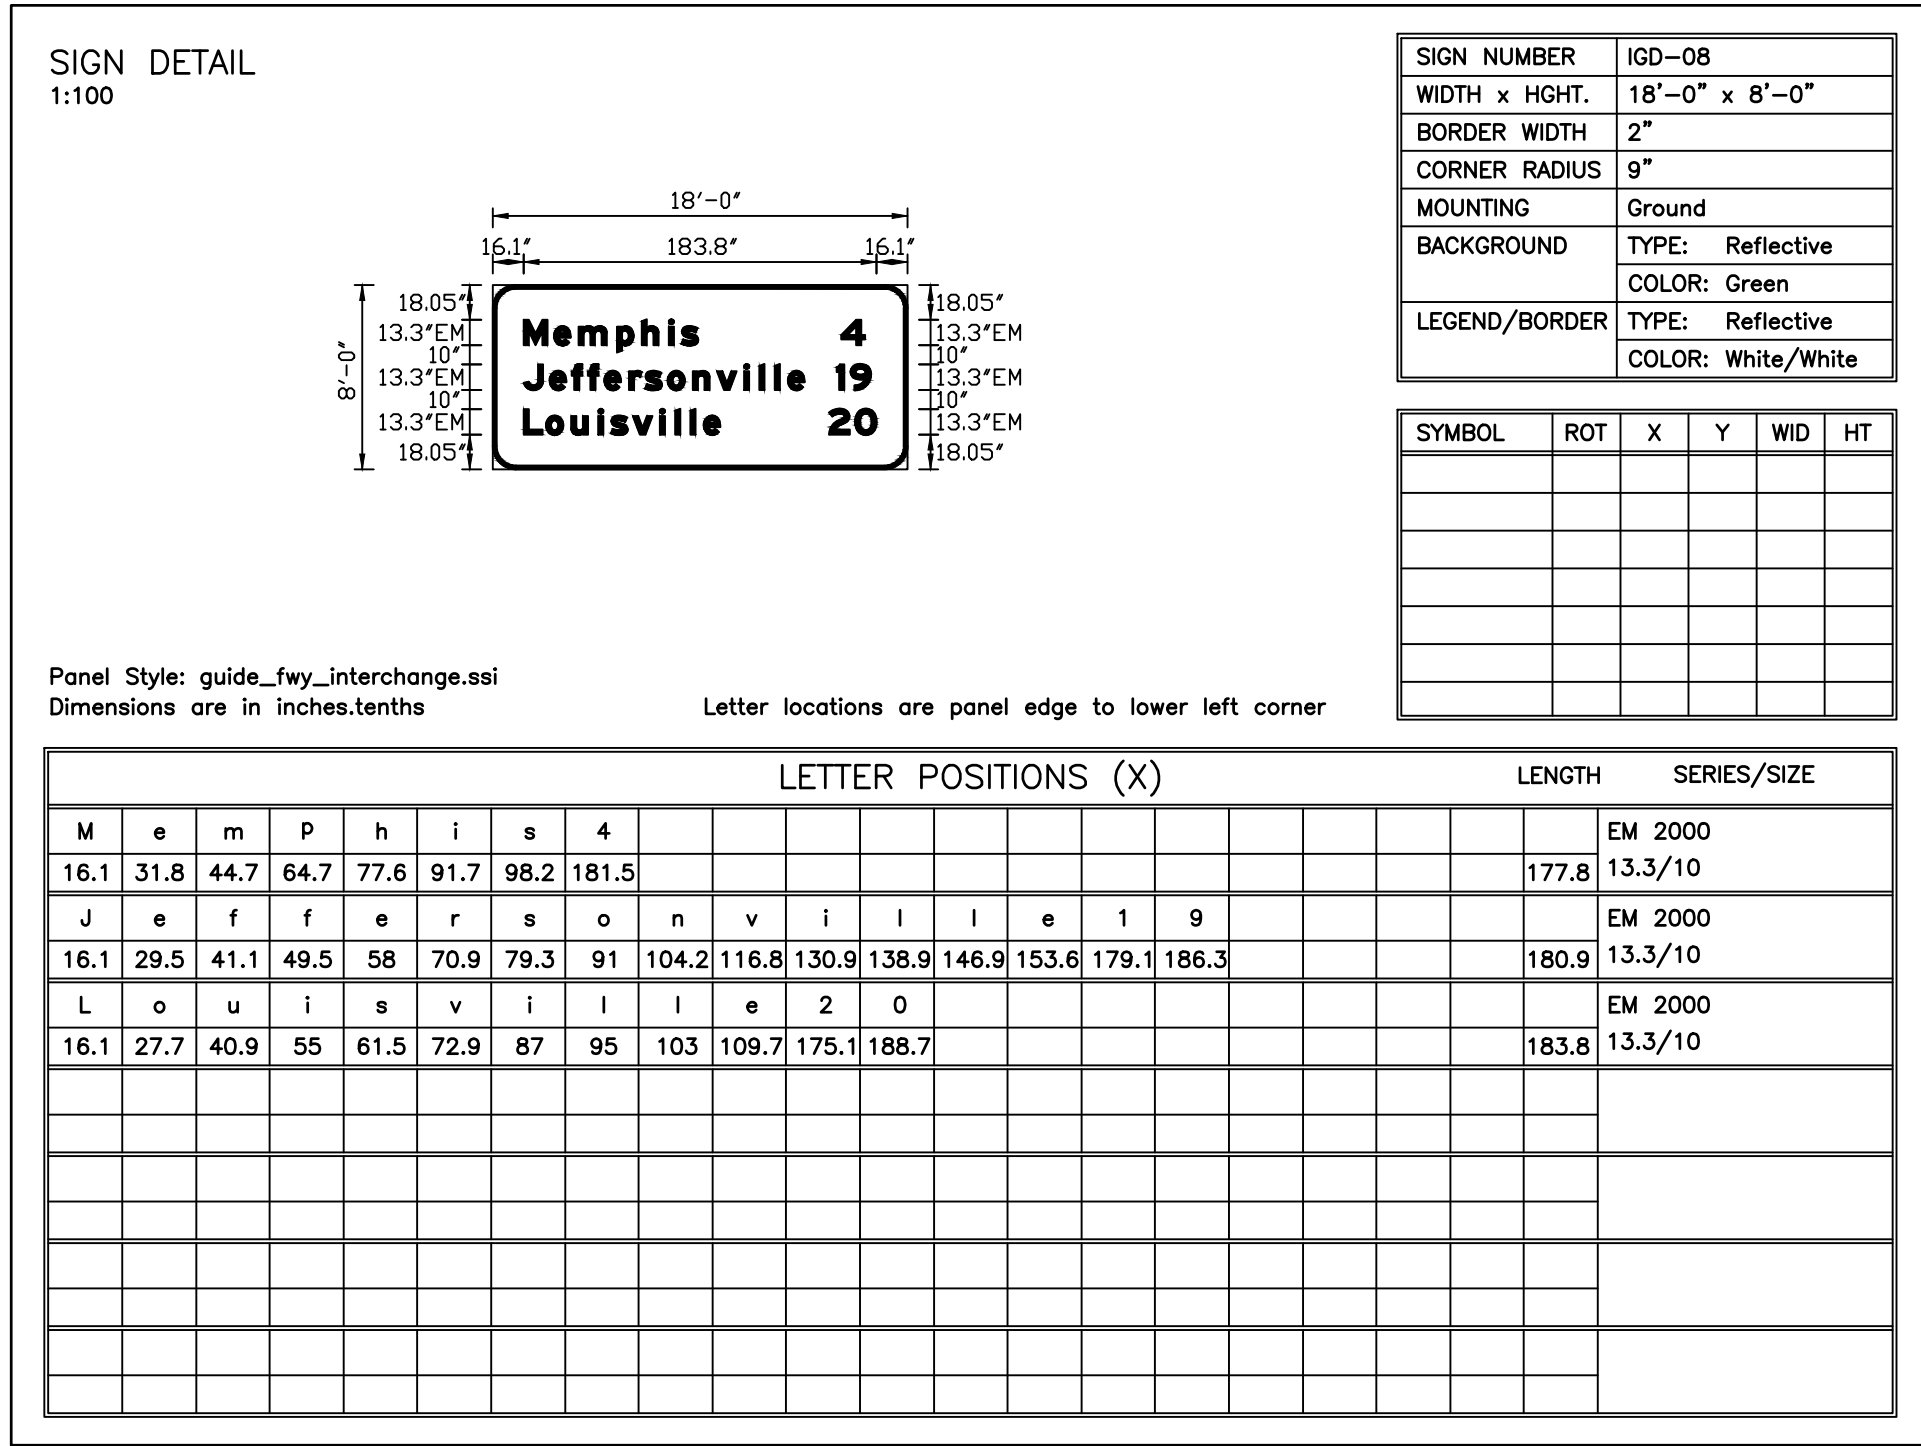 SIGN DETAIL
1:100
SIGN NUMBER IGD-08
WIDTH x HGHT. 18'-0" x 8'-0"
BORDER WIDTH 2"
CORNER RADIUS 9"
MOUNTING Ground
BACKGROUND TYPE: Reflective
COLOR: Green
LEGEND/BORDER TYPE: Reflective
COLOR: White/White
18'-0"
16.1" 183.8" 16.1"
8'-0"
18.05" 18.05"
13.3"EM Memphis 4 13.3"EM
10" 10"
13.3"EM Jeffersonville 19 13.3"EM
10" 10"
13.3"EM Louisville 20 13.3"EM
18.05" 18.05"
SYMBOL ROT X Y WID HT
Panel Style: guide_fwy_interchange.ssi
Dimensions are in inches.tenths Letter locations are panel edge to lower left corner
LETTER POSITIONS (X) LENGTH SERIES/SIZE
M e m p h i s 4 EM 2000
16.1 31.8 44.7 64.7 77.6 91.7 98.2 181.5 177.8 13.3/10
J e f f e r s o n v i l l e 1 9 EM 2000
16.1 29.5 41.1 49.5 58 70.9 79.3 91 104.2 116.8 130.9 138.9 146.9 153.6 179.1 186.3 180.9 13.3/10
L o u i s v i l l e 2 0 EM 2000
16.1 27.7 40.9 55 61.5 72.9 87 95 103 109.7 175.1 188.7 183.8 13.3/10